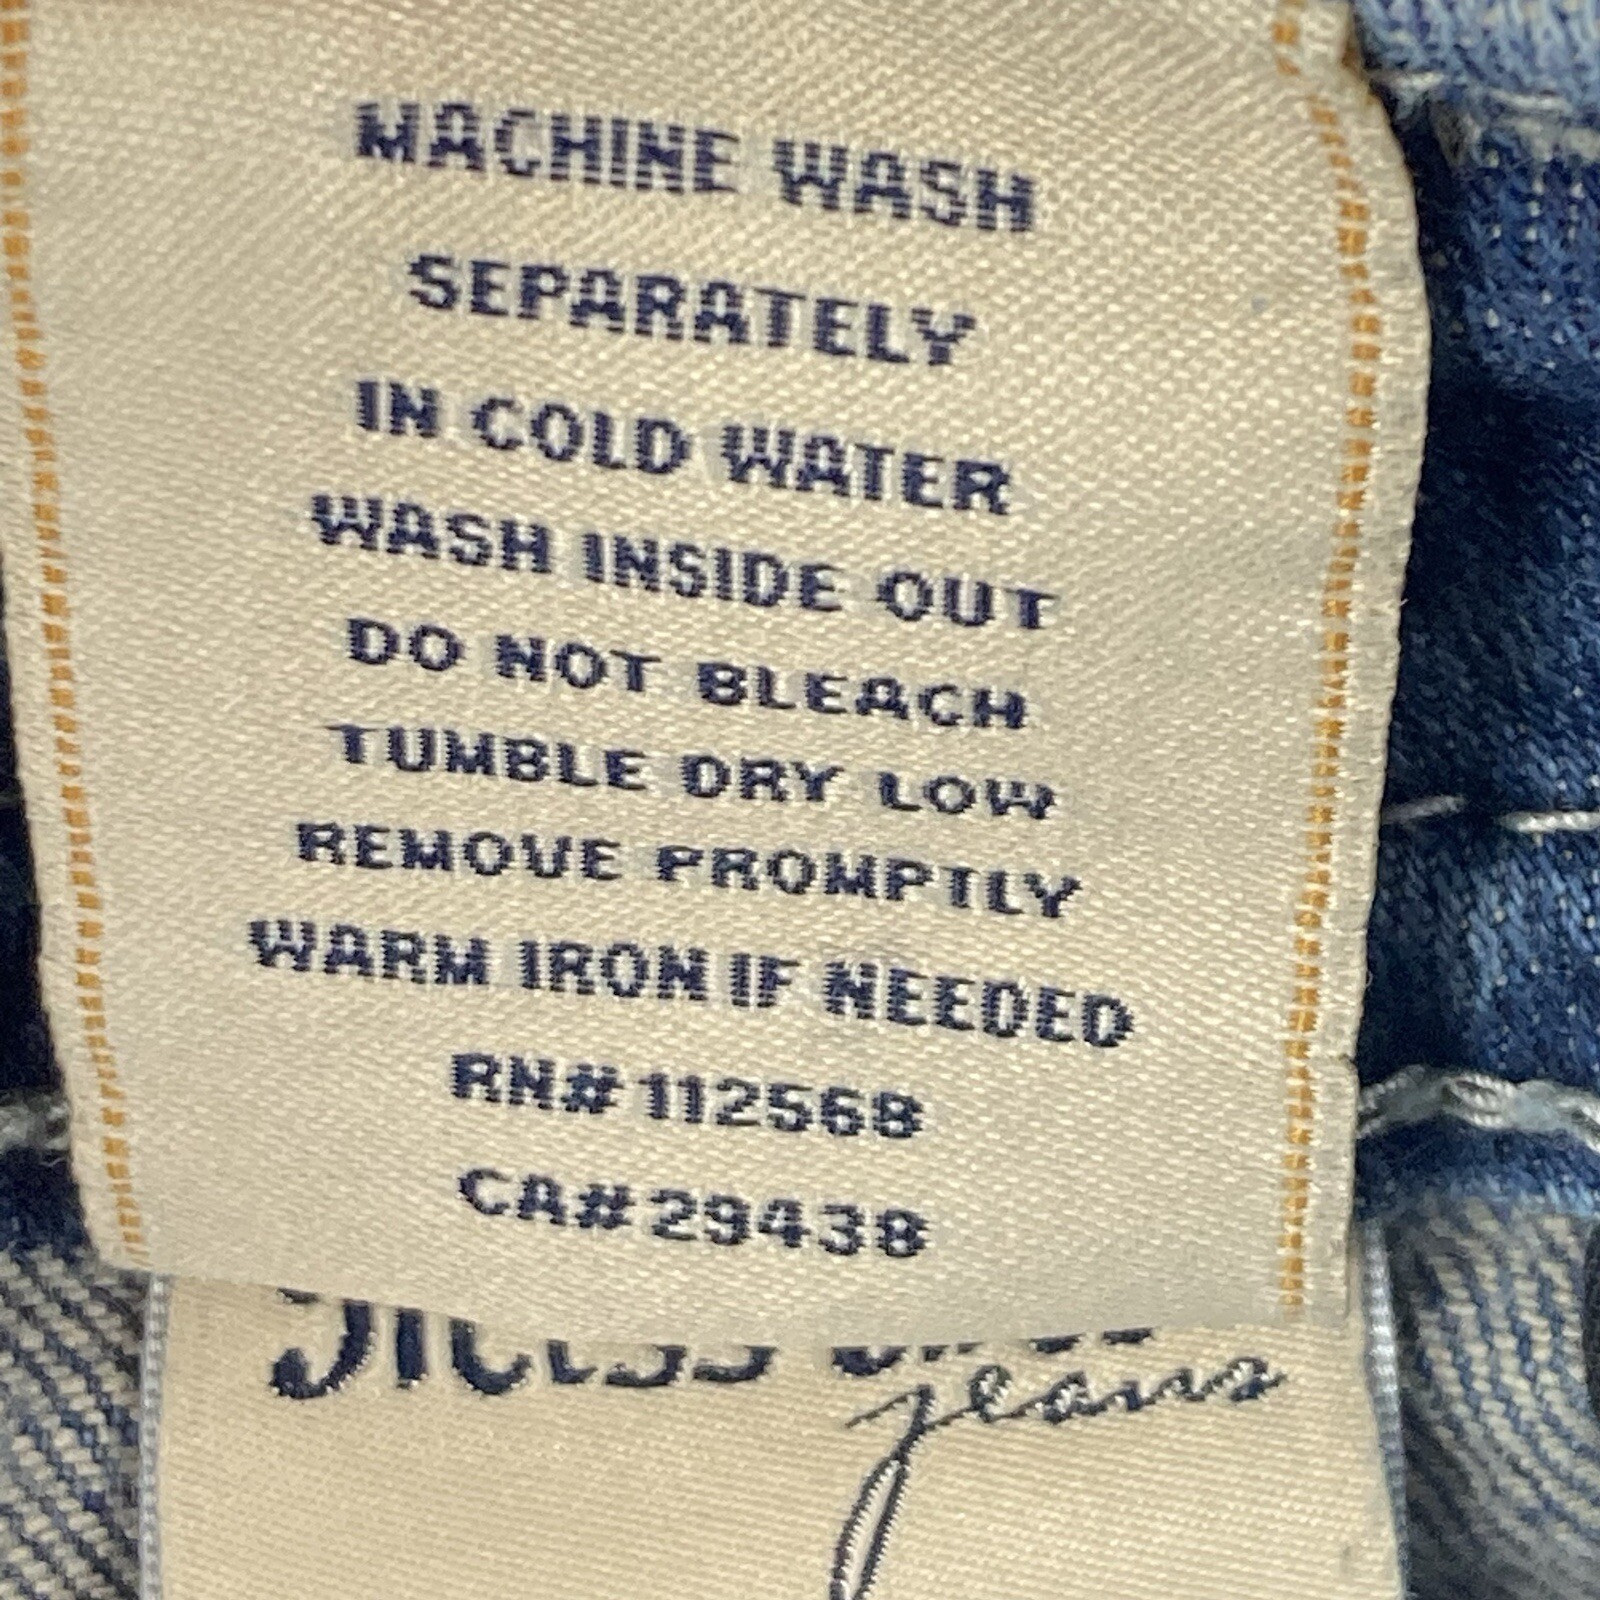 MACHINE WASH
SEPARATELY
IN COLD WATER
WASH INSIDE OUT
DO NOT BLEACH
TUMBLE DRY LOW
REMOVE PROMPTLY
WARM IRON IF NEEDED
RN# 112568
CA# 29438
jeans